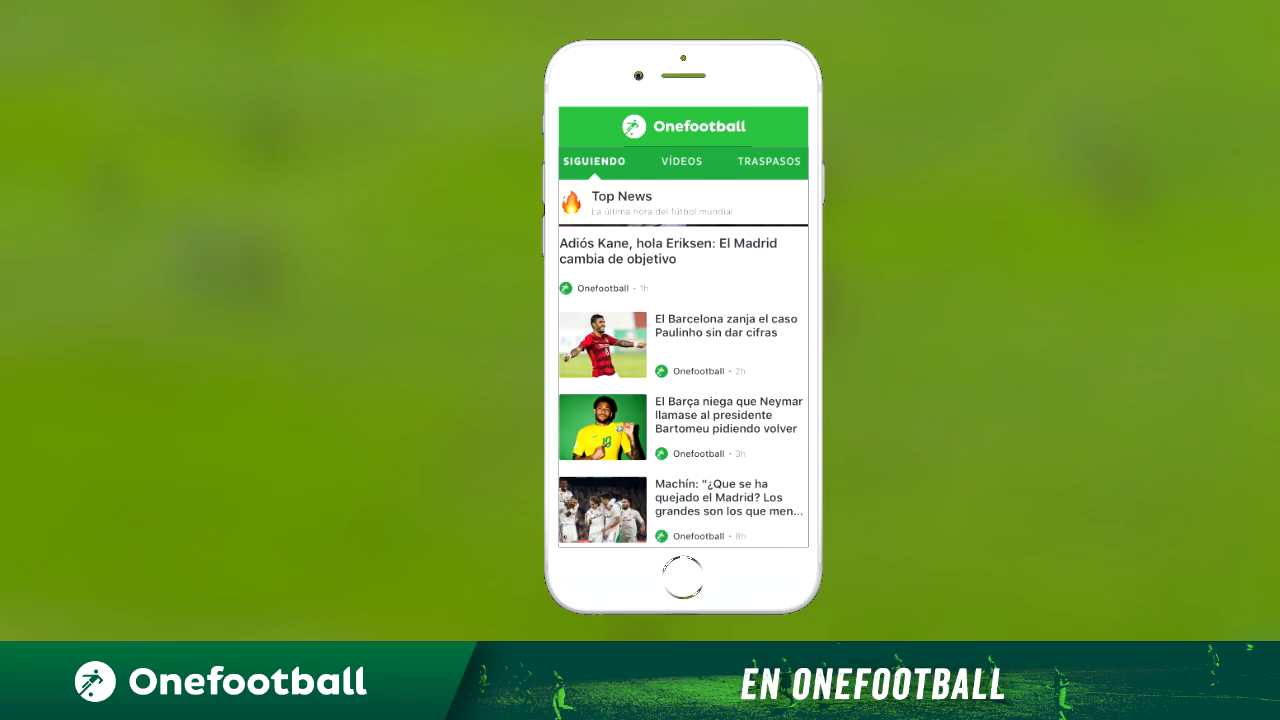 Onefootball
SIGUIENDO VÍDEOS TRASPASOS
Top News
La última hora del fútbol mundial
Adiós Kane, hola Eriksen: El Madrid
cambia de objetivo
Onefootball • 1h
El Barcelona zanja el caso
Paulinho sin dar cifras
Onefootball • 2h
El Barça niega que Neymar
llamase al presidente
Bartomeu pidiendo volver
Onefootball • 3h
Machín: "¿Que se ha
quejado el Madrid? Los
grandes son los que men...
Onefootball • 8h
Onefootball
EN ONEFOOTBALL